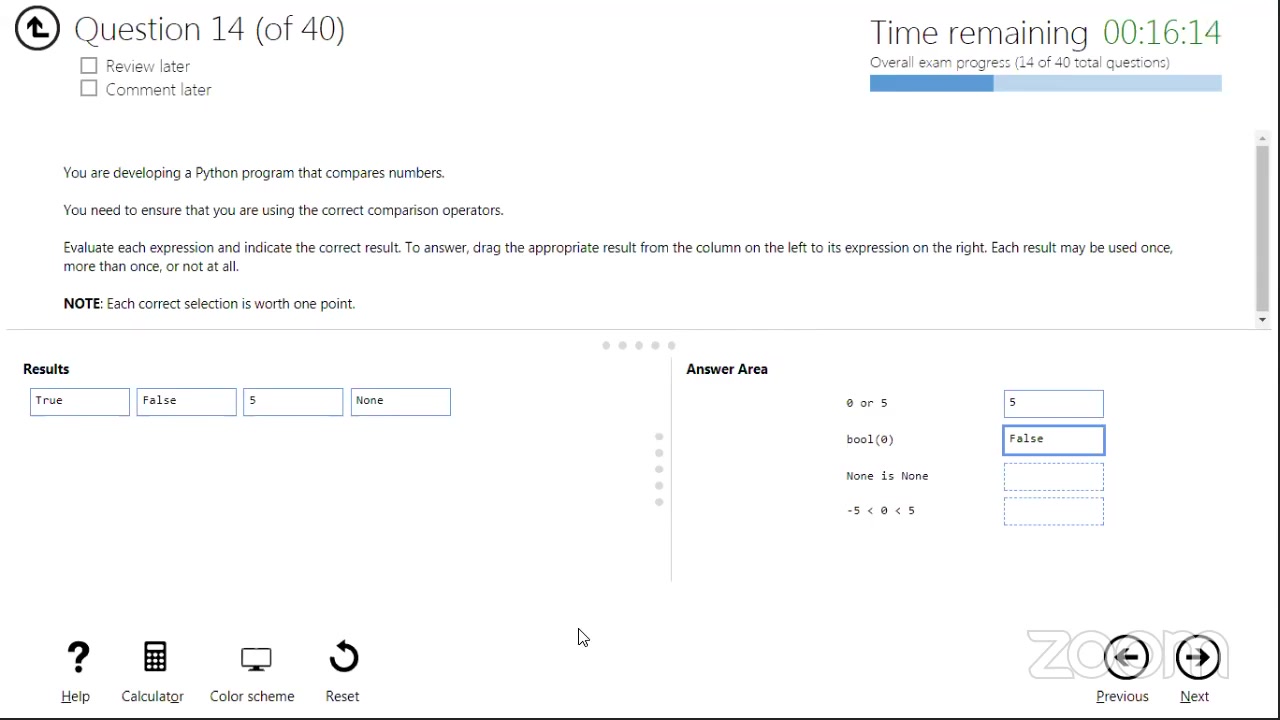 Question 14 (of 40)
Review later
Comment later
Time remaining 00:16:14
Overall exam progress (14 of 40 total questions)
You are developing a Python program that compares numbers.
You need to ensure that you are using the correct comparison operators.
Evaluate each expression and indicate the correct result. To answer, drag the appropriate result from the column on the left to its expression on the right. Each result may be used once,
more than once, or not at all.
NOTE: Each correct selection is worth one point.
Results
True False 5 None
Answer Area
0 or 5 5
bool(0) False
None is None
-5 < 0 < 5
? Help
Calculator
Color scheme
Reset
zoom
Previous
Next